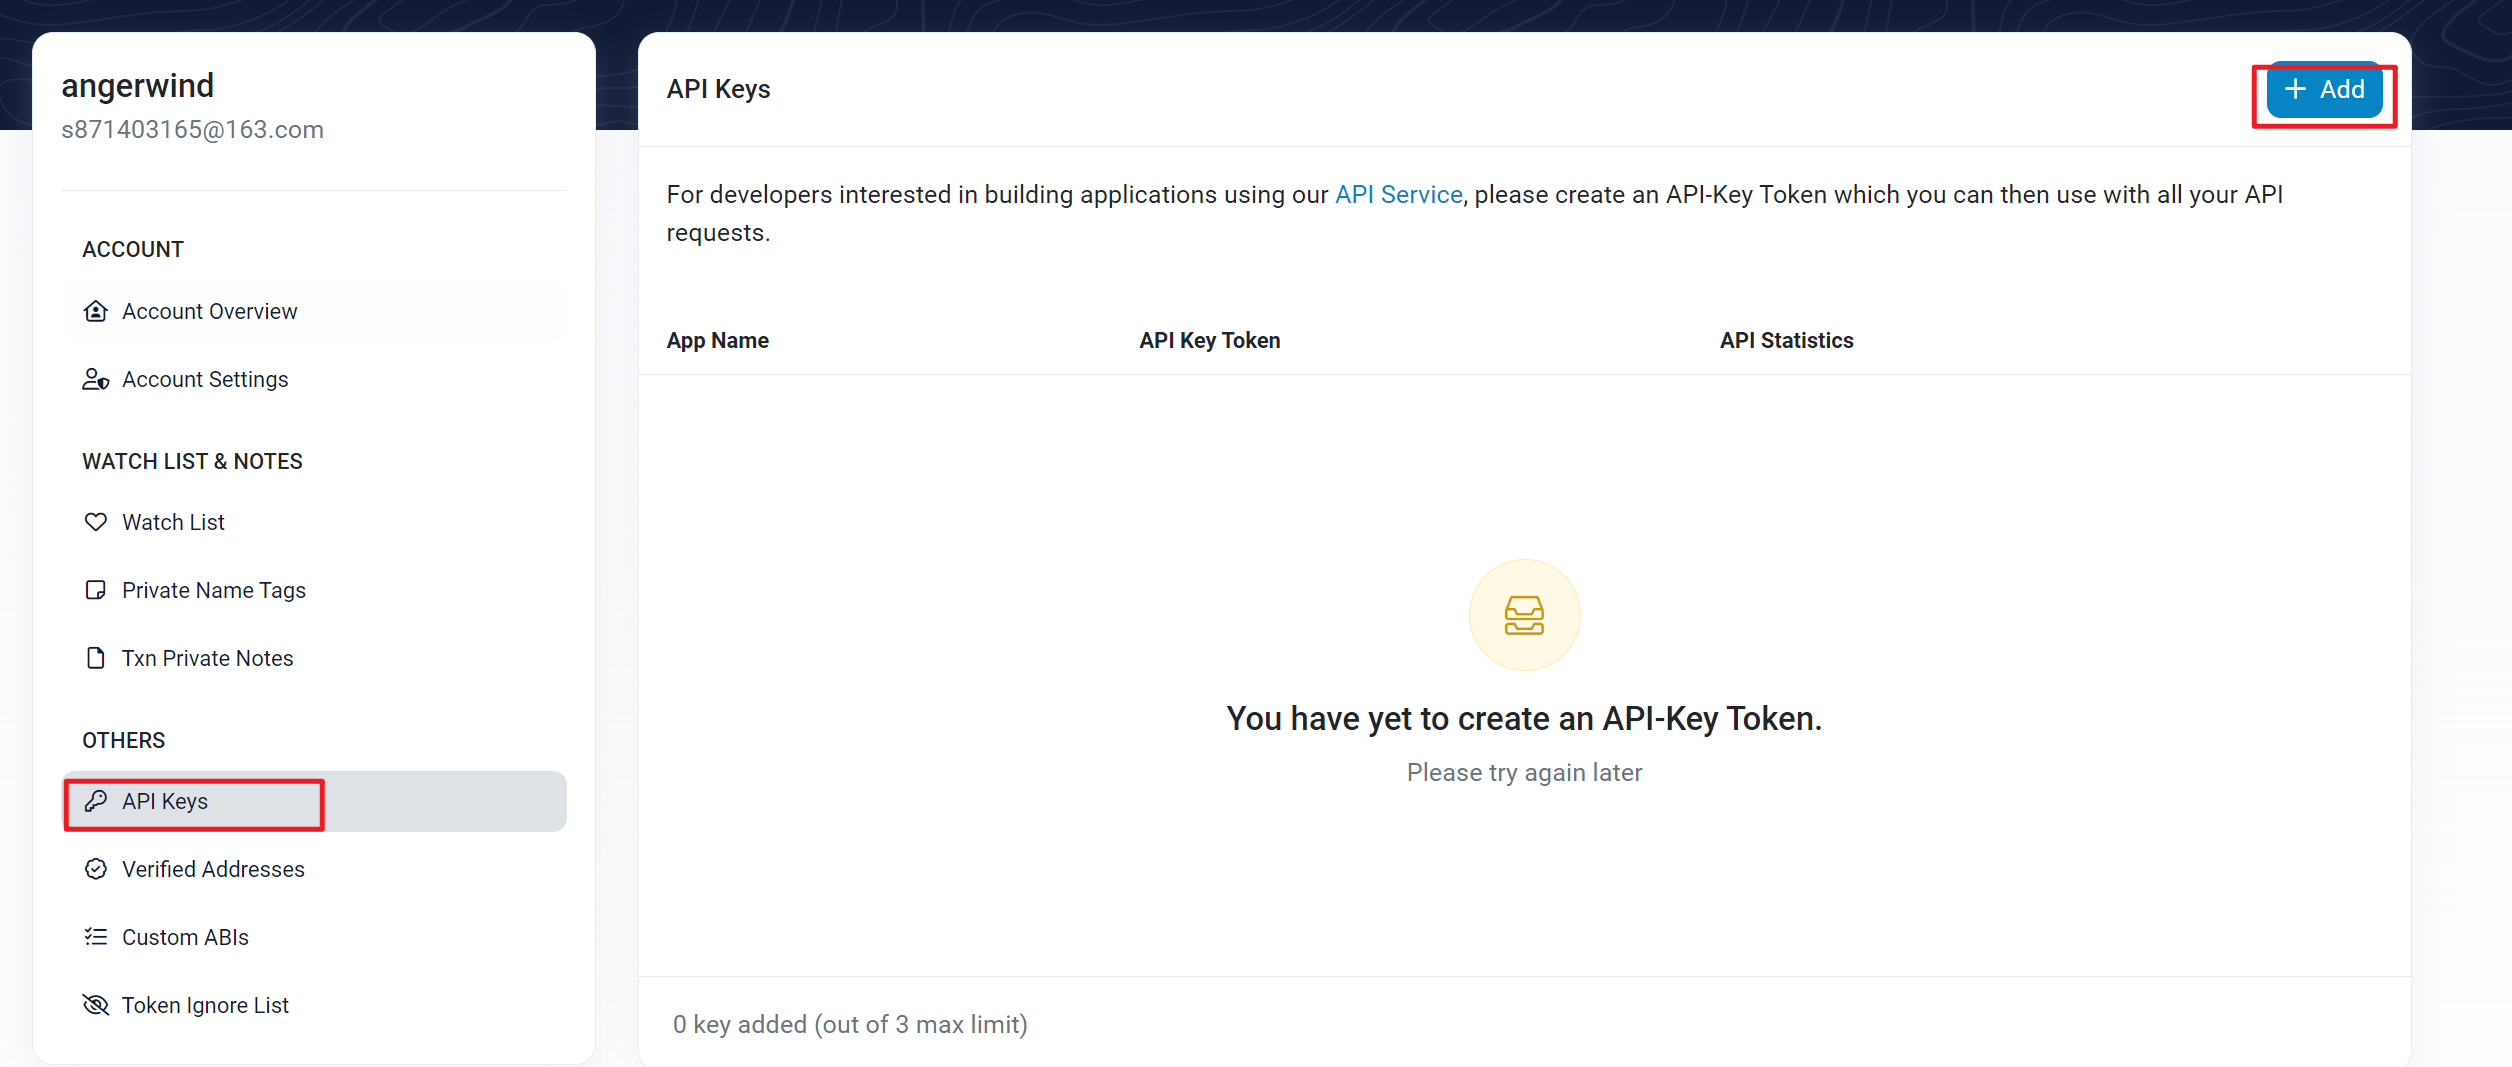 angerwind
s871403165@163.com
ACCOUNT
Account Overview
Account Settings
WATCH LIST & NOTES
Watch List
Private Name Tags
Txn Private Notes
OTHERS
API Keys
Verified Addresses
Custom ABIs
Token Ignore List
API Keys
Add
For developers interested in building applications using our API Service, please create an API-Key Token which you can then use with all your API
requests.
App Name API Key Token API Statistics
You have yet to create an API-Key Token.
Please try again later
0 key added (out of 3 max limit)